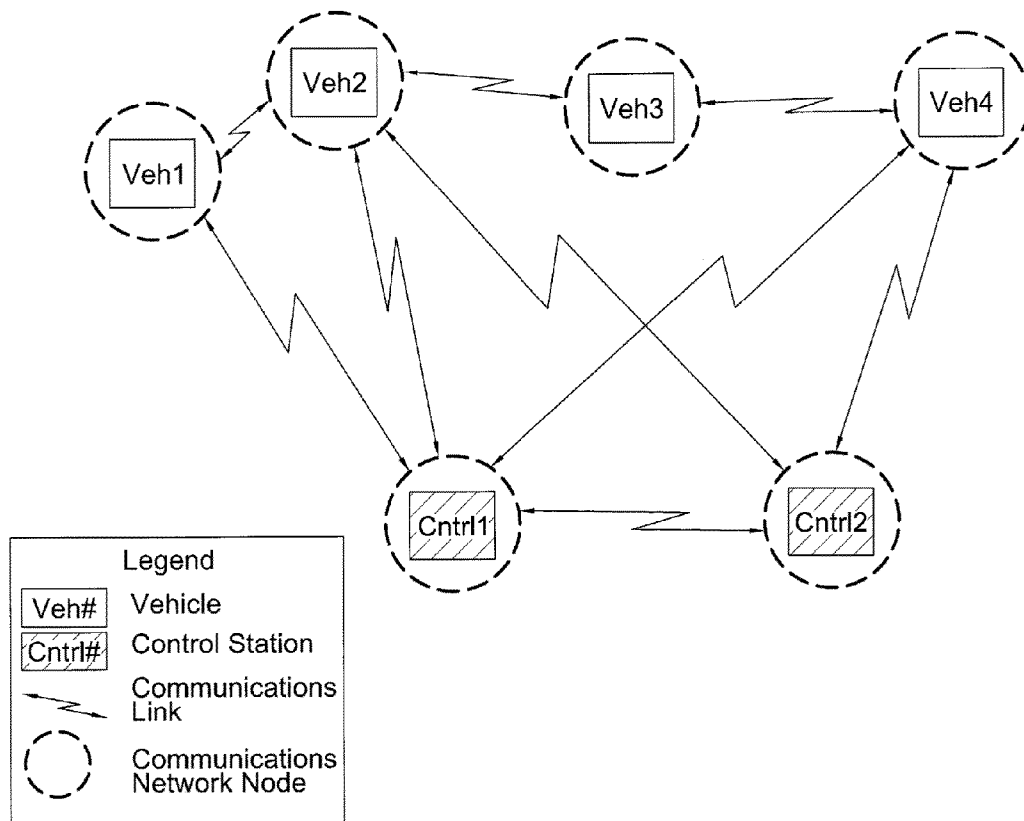 Veh2
Veh3
Veh4
Veh1
Cntrl1
Cntrl2
Legend
Veh# Vehicle
Cntrl# Control Station
Communications
Link
Communications
Network Node